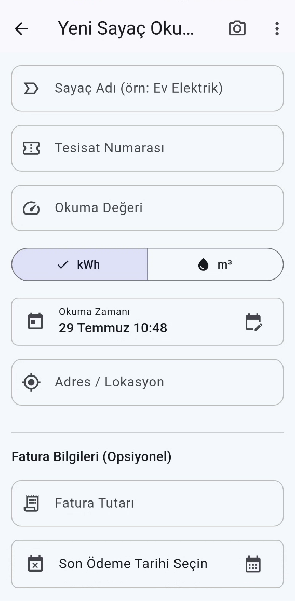 Yeni Sayaç Oku...
Sayaç Adı (örn: Ev Elektrik)
Tesisat Numarası
Okuma Değeri
kWh
m³
Okuma Zamanı
29 Temmuz 10:48
Adres / Lokasyon
Fatura Bilgileri (Opsiyonel)
Fatura Tutarı
Son Ödeme Tarihi Seçin